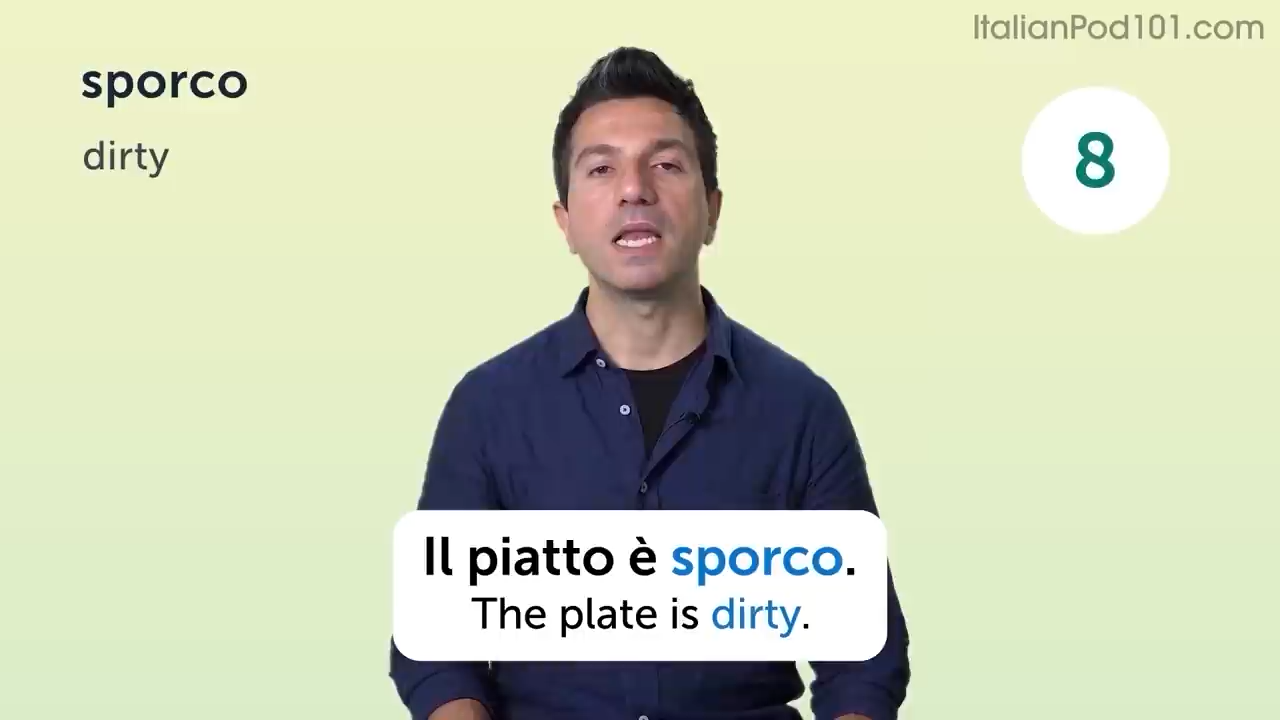 ItalianPod101.com
sporco
dirty
8
Il piatto è sporco.
The plate is dirty.